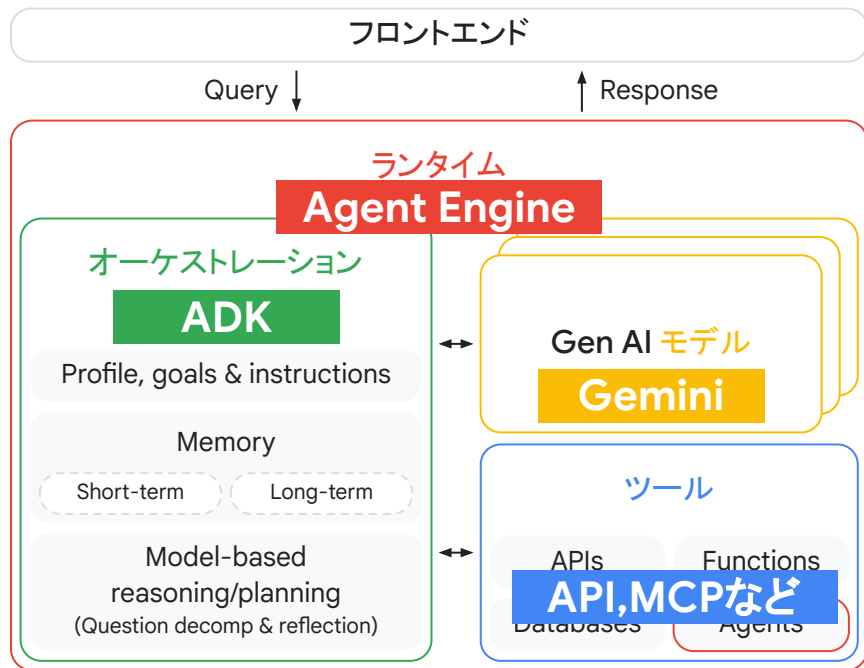 フロントエンド
Query
Response
ランタイム
Agent Engine
オーケストレーション
ADK
Profile, goals & instructions
Memory
Short-term
Long-term
Model-based
reasoning/planning
(Question decomp & reflection)
Gen AI モデル
Gemini
ツール
APIs
Functions
API,MCPなど
Databases
Agents